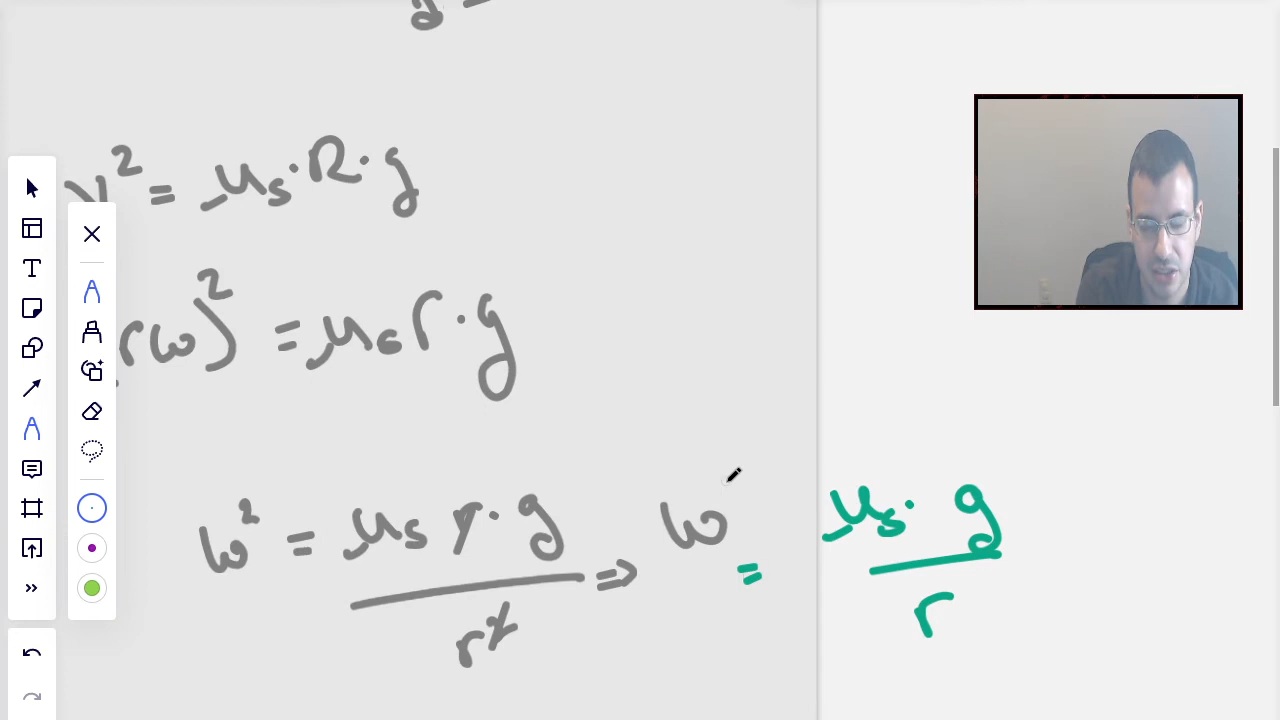 v² = μs·R·g
rω)² = μs r·g
ω² = μs r·g / r² ⇒ ω = μs·g / r